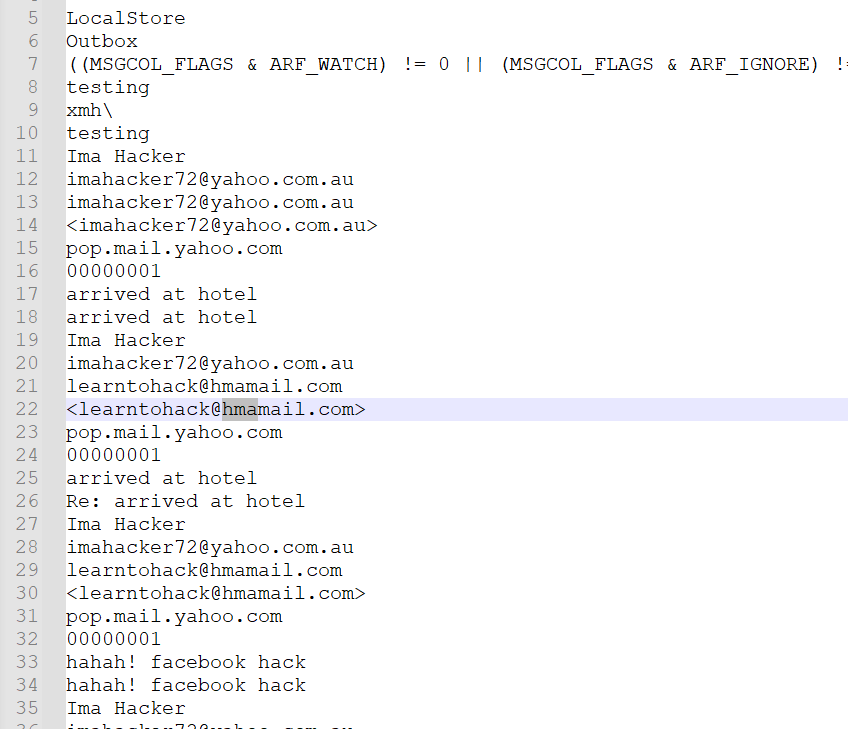 5 LocalStore
6 Outbox
7 ((MSGCOL_FLAGS & ARF_WATCH) != 0 || (MSGCOL_FLAGS & ARF_IGNORE) !=
8 testing
9 xmh\
10 testing
11 Ima Hacker
12 imahacker72@yahoo.com.au
13 imahacker72@yahoo.com.au
14 <imahacker72@yahoo.com.au>
15 pop.mail.yahoo.com
16 00000001
17 arrived at hotel
18 arrived at hotel
19 Ima Hacker
20 imahacker72@yahoo.com.au
21 learntohack@hmamail.com
22 <learntohack@hmamail.com>
23 pop.mail.yahoo.com
24 00000001
25 arrived at hotel
26 Re: arrived at hotel
27 Ima Hacker
28 imahacker72@yahoo.com.au
29 learntohack@hmamail.com
30 <learntohack@hmamail.com>
31 pop.mail.yahoo.com
32 00000001
33 hahah! facebook hack
34 hahah! facebook hack
35 Ima Hacker
36 imahacker72@yahoo.com.au